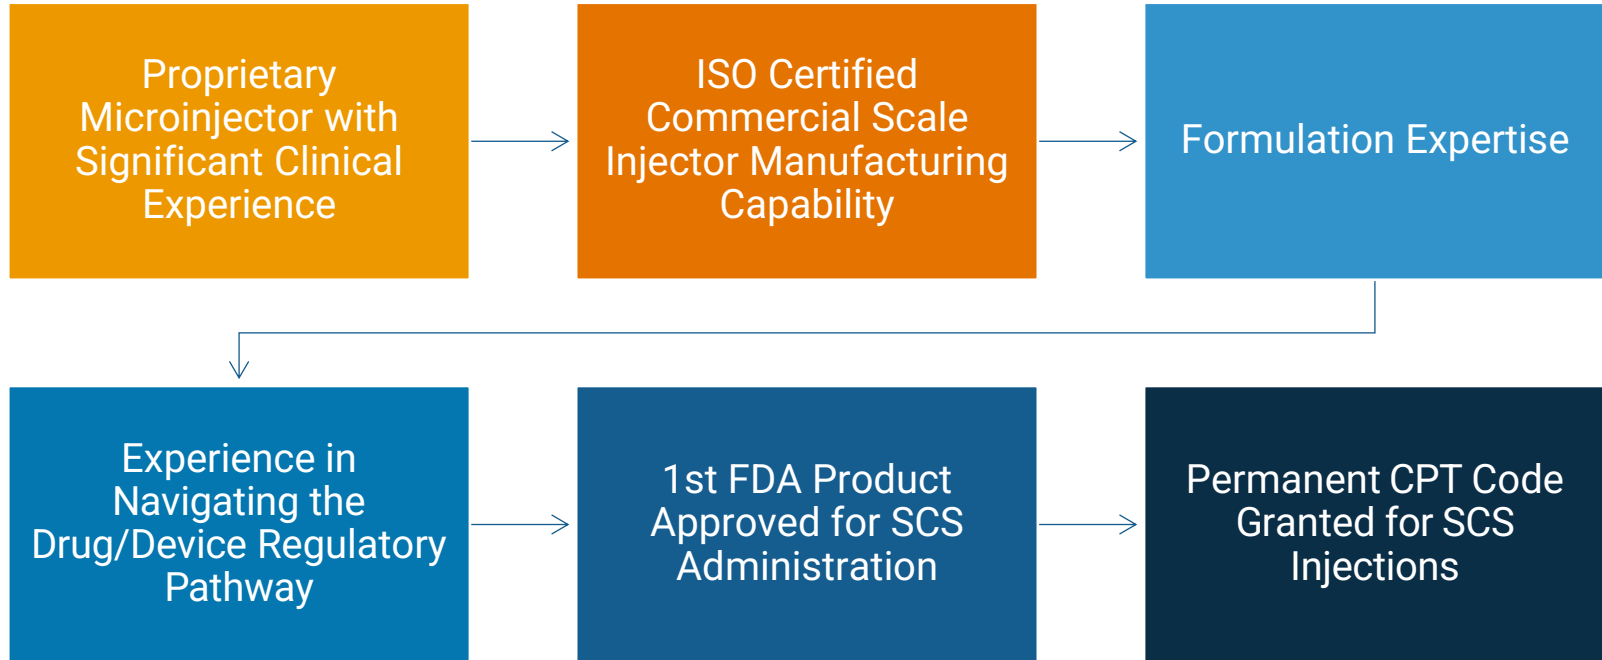 Proprietary
Microinjector with
Significant Clinical
Experience
ISO Certified
Commercial Scale
Injector Manufacturing
Capability
Formulation Expertise
Experience in
Navigating the
Drug/Device Regulatory
Pathway
1st FDA Product
Approved for SCS
Administration
Permanent CPT Code
Granted for SCS
Injections